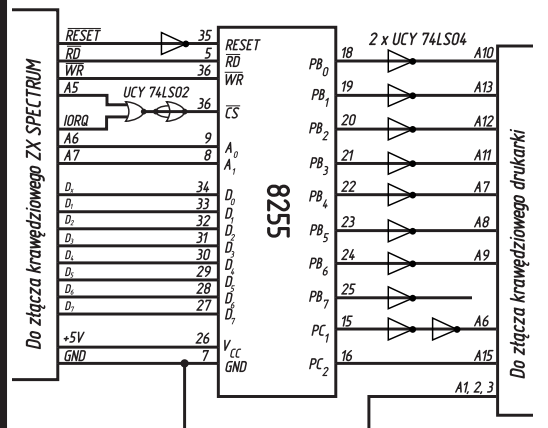 Do złącza krawędziowego ZX SPECTRUM
RESET
RD
WR
A5
IORQ
A6
A7
Dx
D1
D2
D3
D4
D5
D6
D7
+5V
GND
UCY 74LS02
35
5
36
36
9
8
34
33
32
31
30
29
28
27
26
7
RESET
RD
WR
CS
A0
A1
D0
D1
D2
D3
D4
D5
D6
D7
VCC
GND
8255
PB0
PB1
PB2
PB3
PB4
PB5
PB6
PB7
PC1
PC2
18
19
20
21
22
23
24
25
15
16
2 x UCY 74LS04
A10
A13
A12
A11
A7
A8
A9
A6
A15
A1, 2, 3
Do złącza krawędziowego drukarki